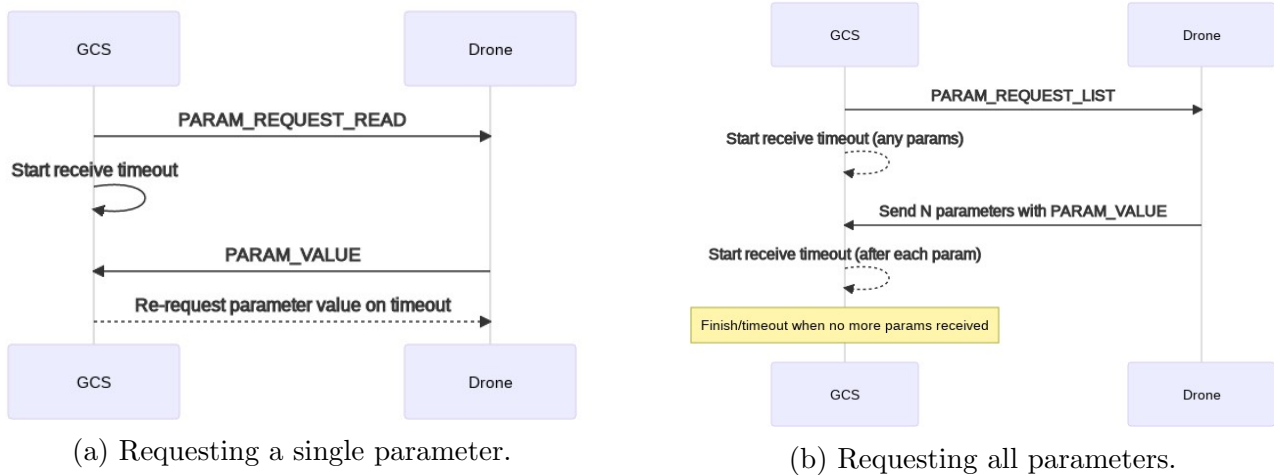 GCS
Drone
PARAM_REQUEST_READ
Start receive timeout
PARAM_VALUE
Re-request parameter value on timeout
GCS
Drone
(a) Requesting a single parameter.
GCS
Drone
PARAM_REQUEST_LIST
Start receive timeout (any params)
Send N parameters with PARAM_VALUE
Start receive timeout (after each param)
Finish/timeout when no more params received
GCS
Drone
(b) Requesting all parameters.